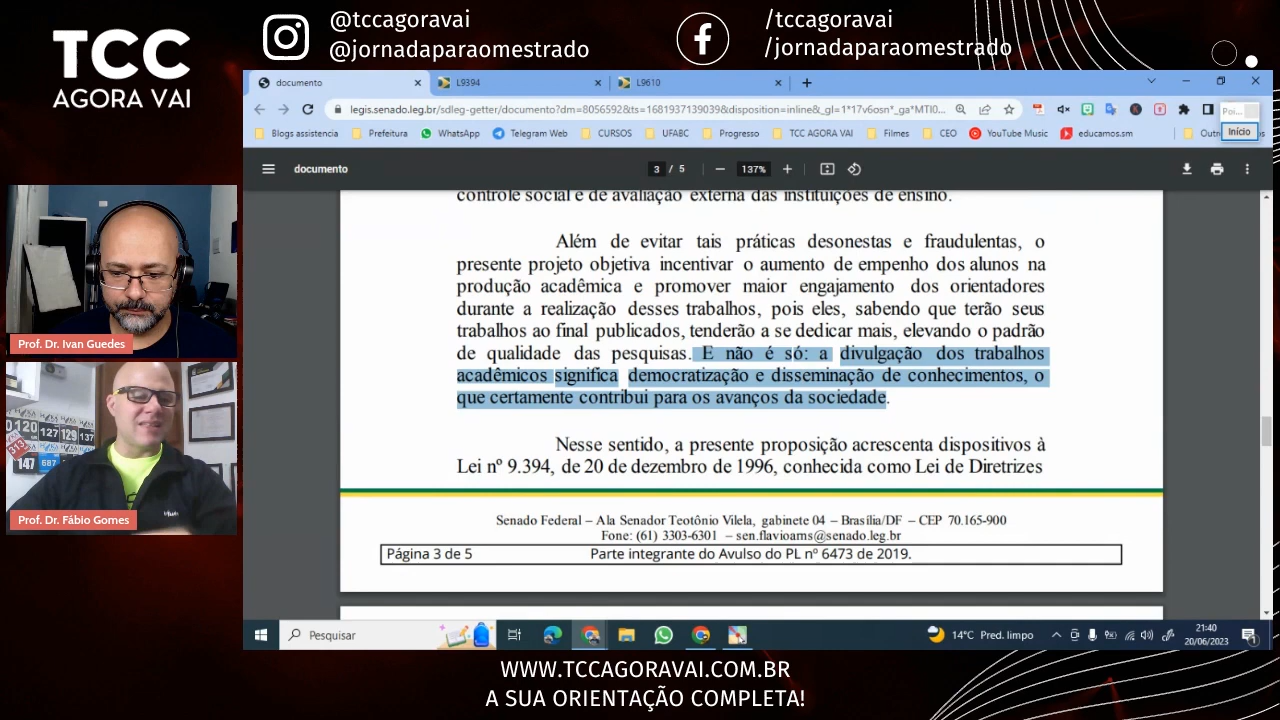 TCC
AGORA VAI
@tccagoravai
@jornadaparaomestrado
/tccagoravai
/jornadaparaomestrado
documento
L9394
L9610
legis.senado.leg.br/sdleg-getter/documento?dm=8056592&ts=1681937139039&disposition=inline&_gl=1*17v6osn*_ga*MTI0...
Poi...
Início
Blogs assistencia
Prefeitura
WhatsApp
Telegram Web
CURSOS
UFABC
Progresso
TCC AGORA VAI
Filmes
CEO
YouTube Music
educamos.sm
documento
3 / 5
137%
controle social e de avaliação externa das instituições de ensino.
Além de evitar tais práticas desonestas e fraudulentas, o
presente projeto objetiva incentivar o aumento de empenho dos alunos na
produção acadêmica e promover maior engajamento dos orientadores
durante a realização desses trabalhos, pois eles, sabendo que terão seus
trabalhos ao final publicados, tenderão a se dedicar mais, elevando o padrão
de qualidade das pesquisas. E não é só: a divulgação dos trabalhos
acadêmicos significa democratização e disseminação de conhecimentos, o
que certamente contribui para os avanços da sociedade.
Nesse sentido, a presente proposição acrescenta dispositivos à
Lei nº 9.394, de 20 de dezembro de 1996, conhecida como Lei de Diretrizes
Senado Federal – Ala Senador Teotônio Vilela, gabinete 04 – Brasília/DF – CEP 70.165-900
Fone: (61) 3303-6301 – sen.flavioarns@senado.leg.br
Página 3 de 5
Parte integrante do Avulso do PL nº 6473 de 2019.
Prof. Dr. Ivan Guedes
120
127
129
137
313
147
687
Prof. Dr. Fábio Gomes
Pesquisar
14°C Pred. limpo
21:40
20/06/2023
WWW.TCCAGORAVAI.COM.BR
A SUA ORIENTAÇÃO COMPLETA!